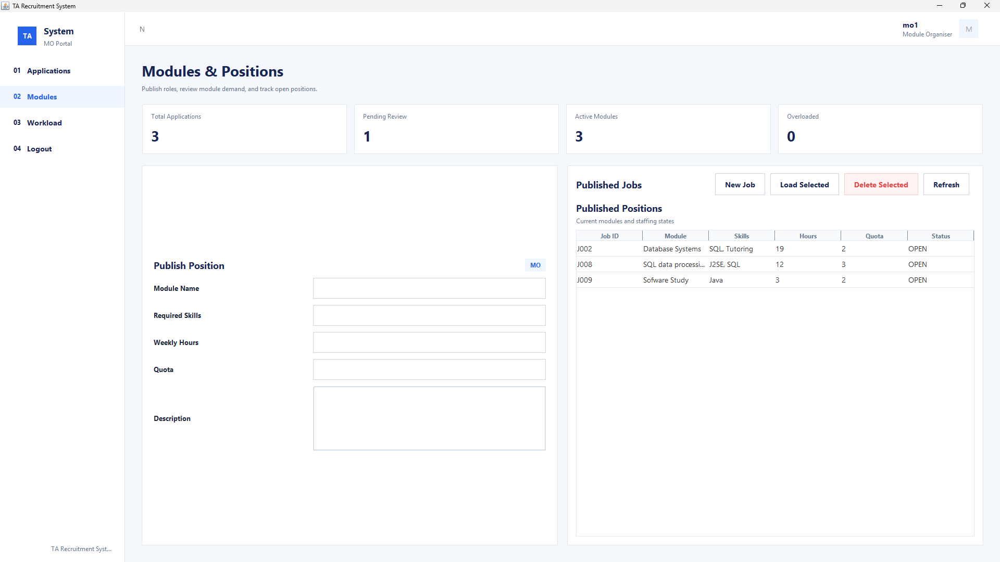 TA Recruitment System
TA
System
MO Portal
01 Applications
02 Modules
03 Workload
04 Logout
TA Recruitment Syst...
N
mo1
Module Organiser
M
Modules & Positions
Publish roles, review module demand, and track open positions.
Total Applications
3
Pending Review
1
Active Modules
3
Overloaded
0
Publish Position
MO
Module Name
Required Skills
Weekly Hours
Quota
Description
Published Jobs
New Job
Load Selected
Delete Selected
Refresh
Published Positions
Current modules and staffing states
Job ID Module Skills Hours Quota Status
J002 Database Systems SQL, Tutoring 19 2 OPEN
J008 SQL data processi... J2SE, SQL 12 3 OPEN
J009 Sofware Study Java 3 2 OPEN